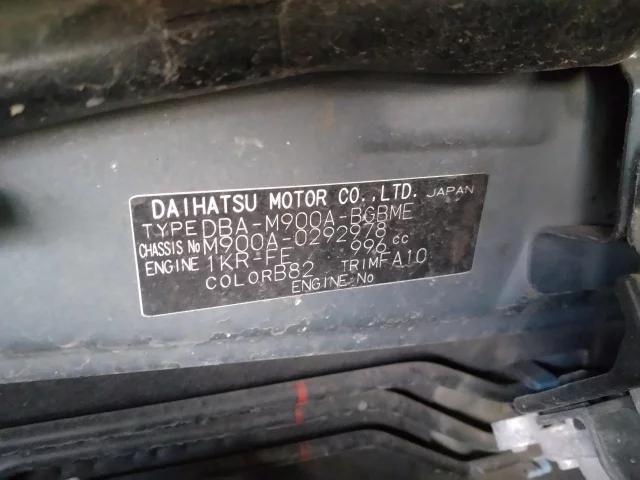 DAIHATSU MOTOR CO.,LTD. JAPAN
TYPE DBA-M900A-BGBME
CHASSIS No M900A-0292978
ENGINE 1KR-FE 996 cc
COLOR B82 TRIM FA10
ENGINE No